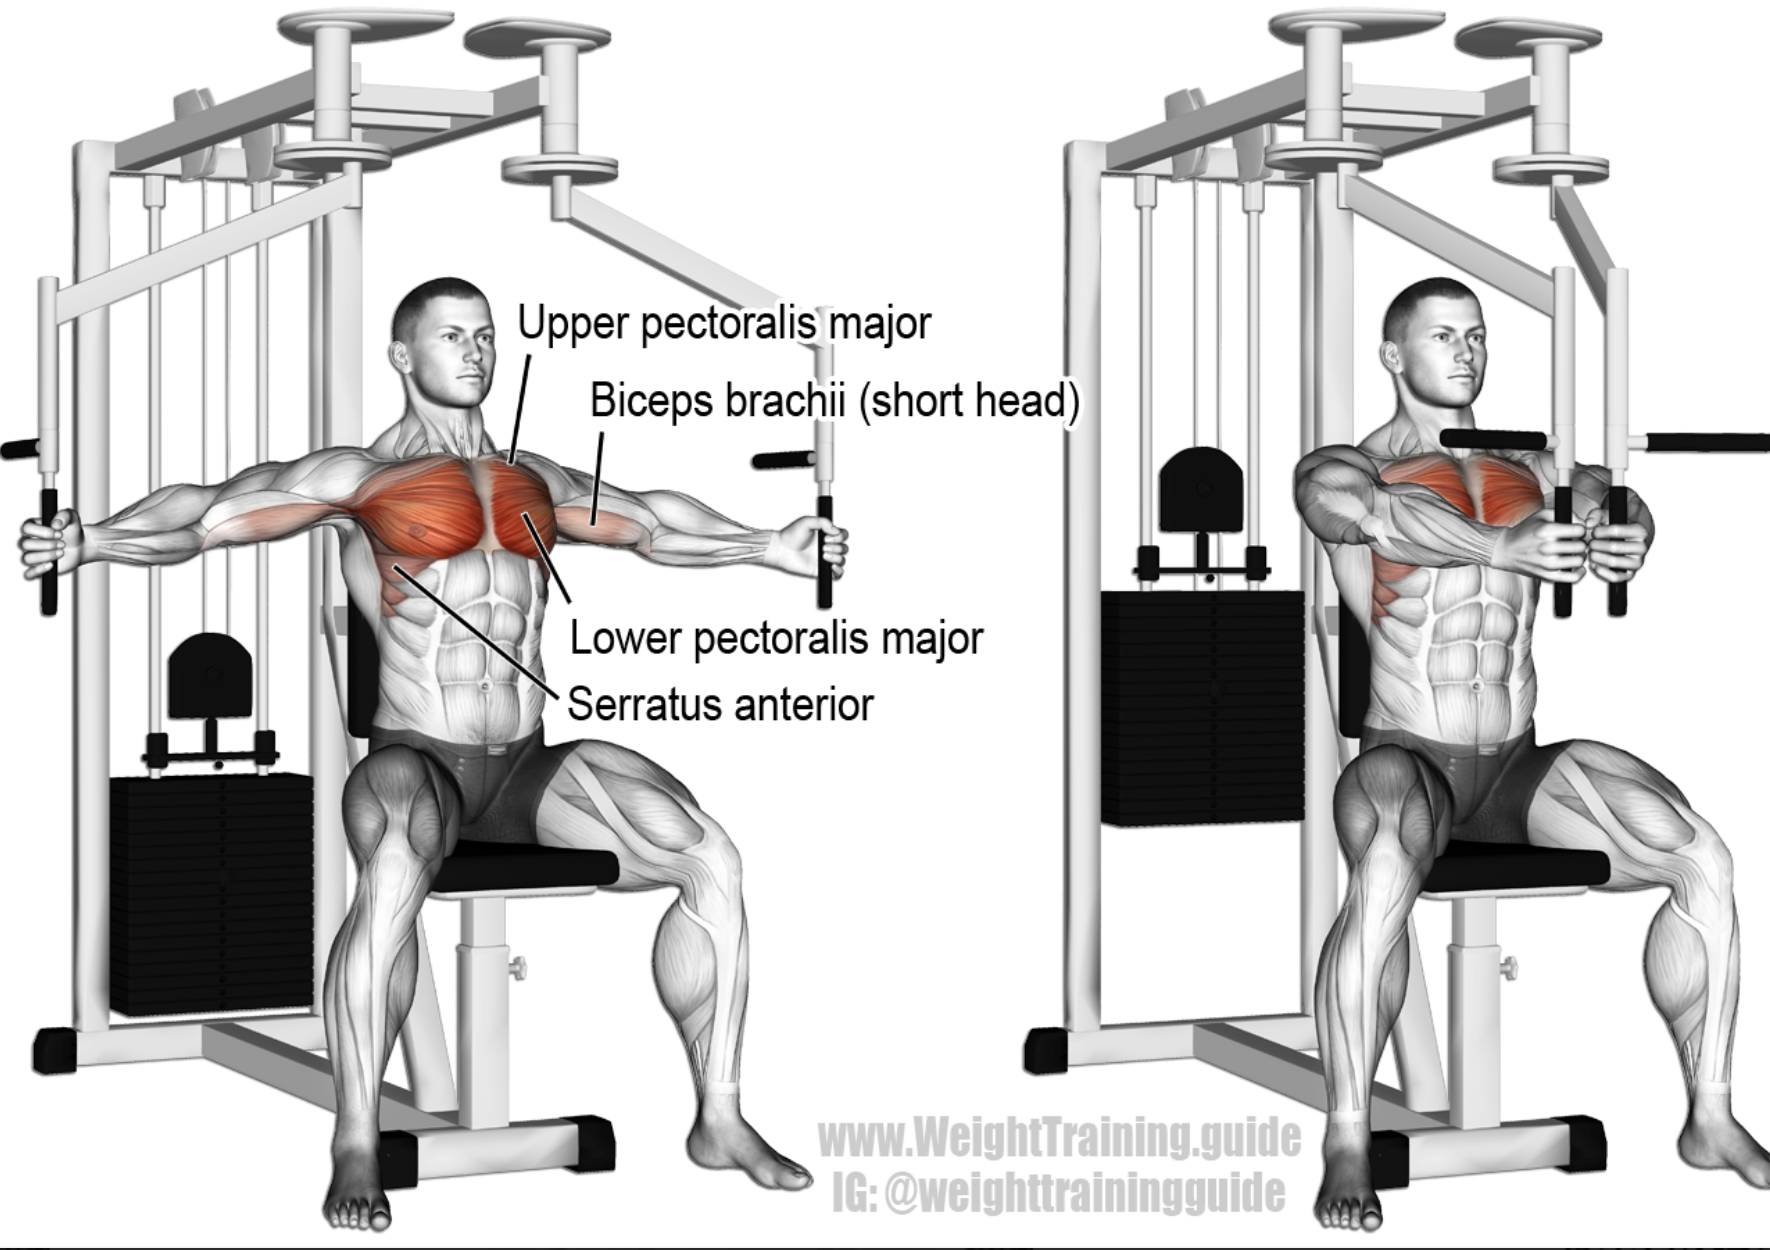 Upper pectoralis major
Biceps brachii (short head)
Lower pectoralis major
Serratus anterior
www.WeightTraining.guide
IG: @weighttrainingguide